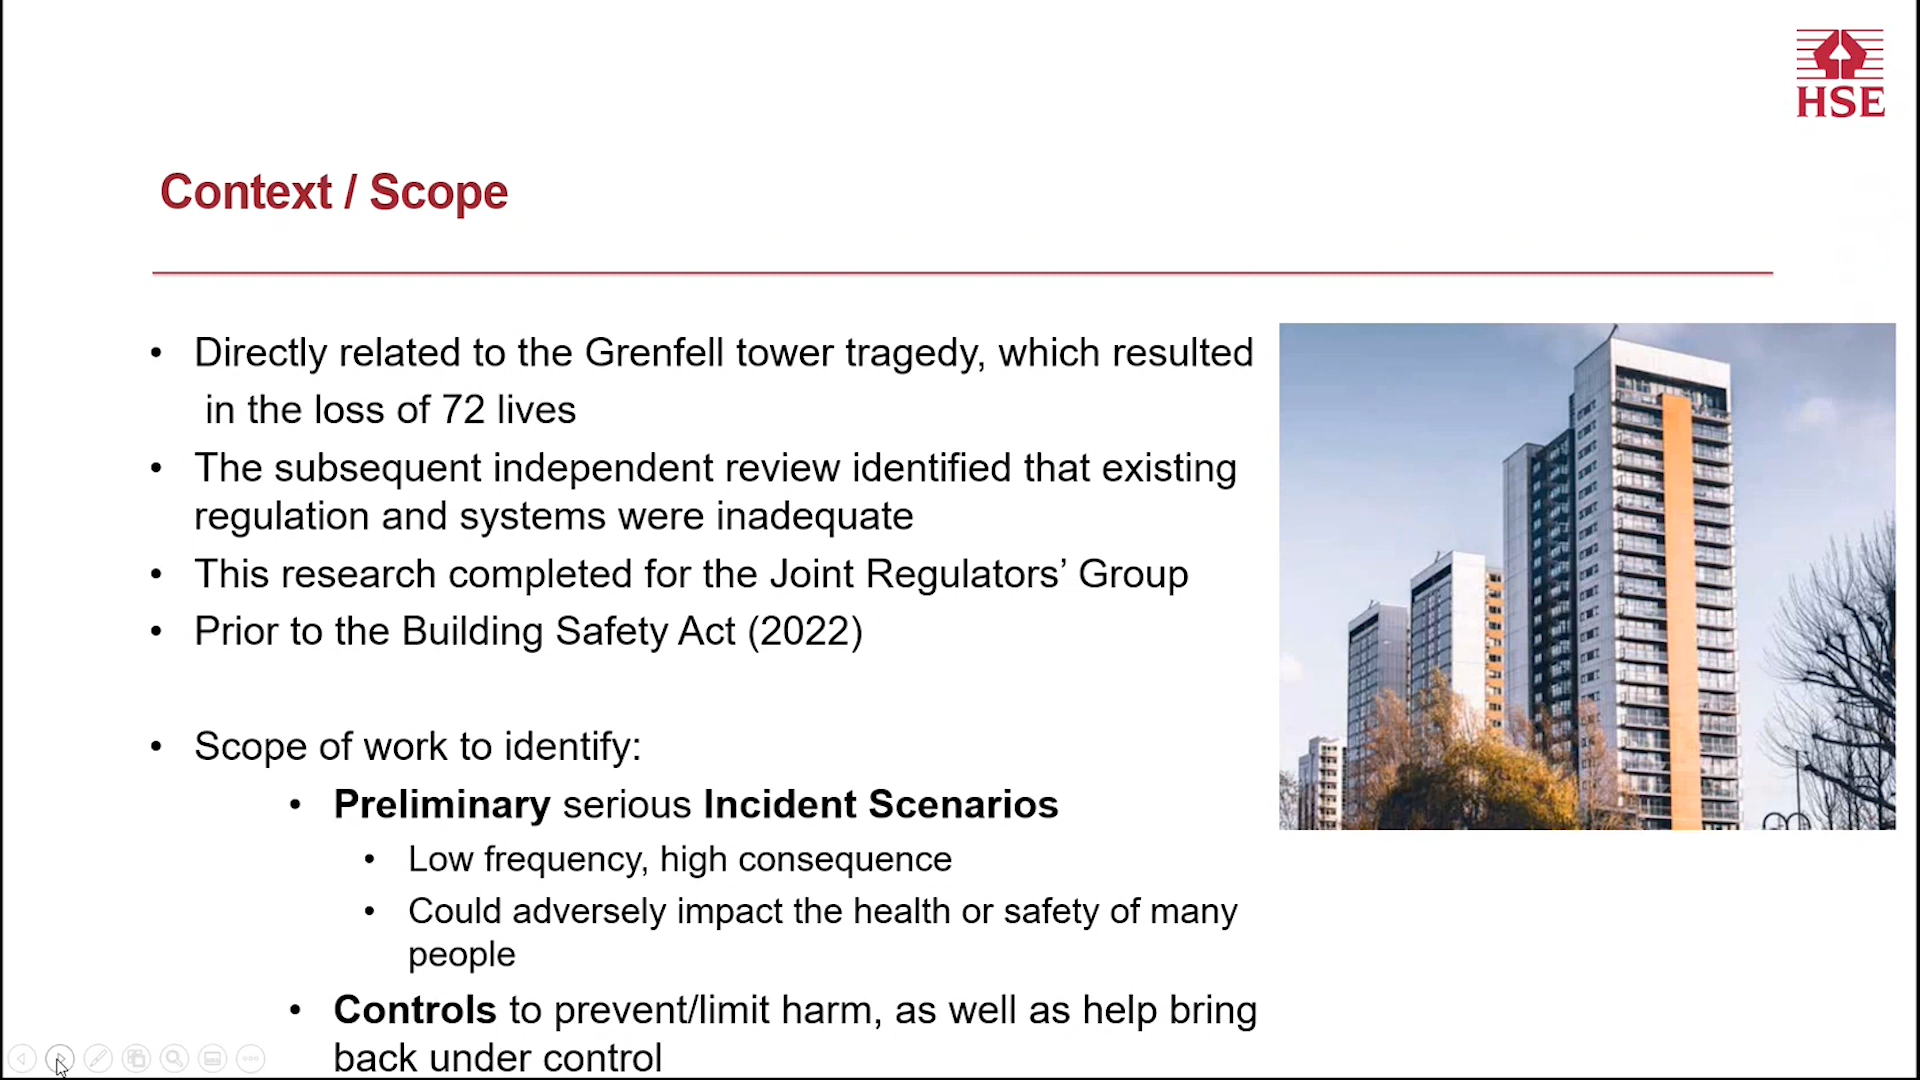 HSE
Context / Scope
• Directly related to the Grenfell tower tragedy, which resulted
in the loss of 72 lives
• The subsequent independent review identified that existing
regulation and systems were inadequate
• This research completed for the Joint Regulators’ Group
• Prior to the Building Safety Act (2022)
• Scope of work to identify:
• Preliminary serious Incident Scenarios
• Low frequency, high consequence
• Could adversely impact the health or safety of many
people
• Controls to prevent/limit harm, as well as help bring
back under control